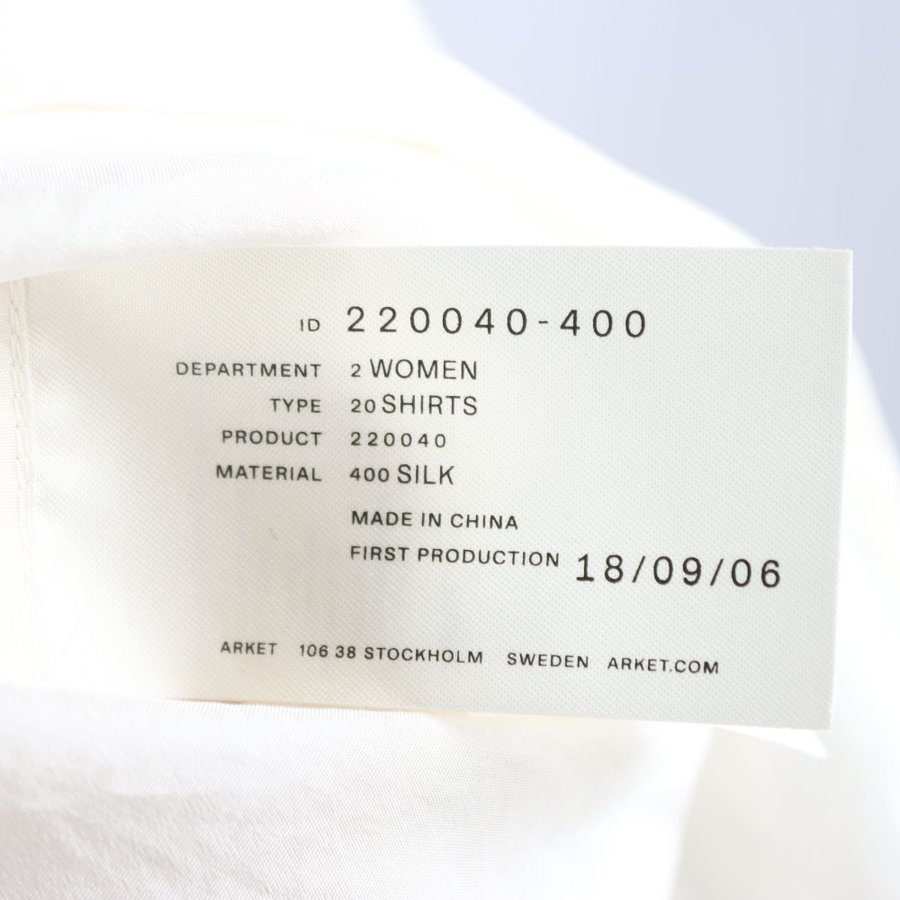 ID 220040-400
DEPARTMENT 2 WOMEN
TYPE 20 SHIRTS
PRODUCT 220040
MATERIAL 400 SILK
MADE IN CHINA
FIRST PRODUCTION 18/09/06
ARKET 106 38 STOCKHOLM SWEDEN ARKET.COM